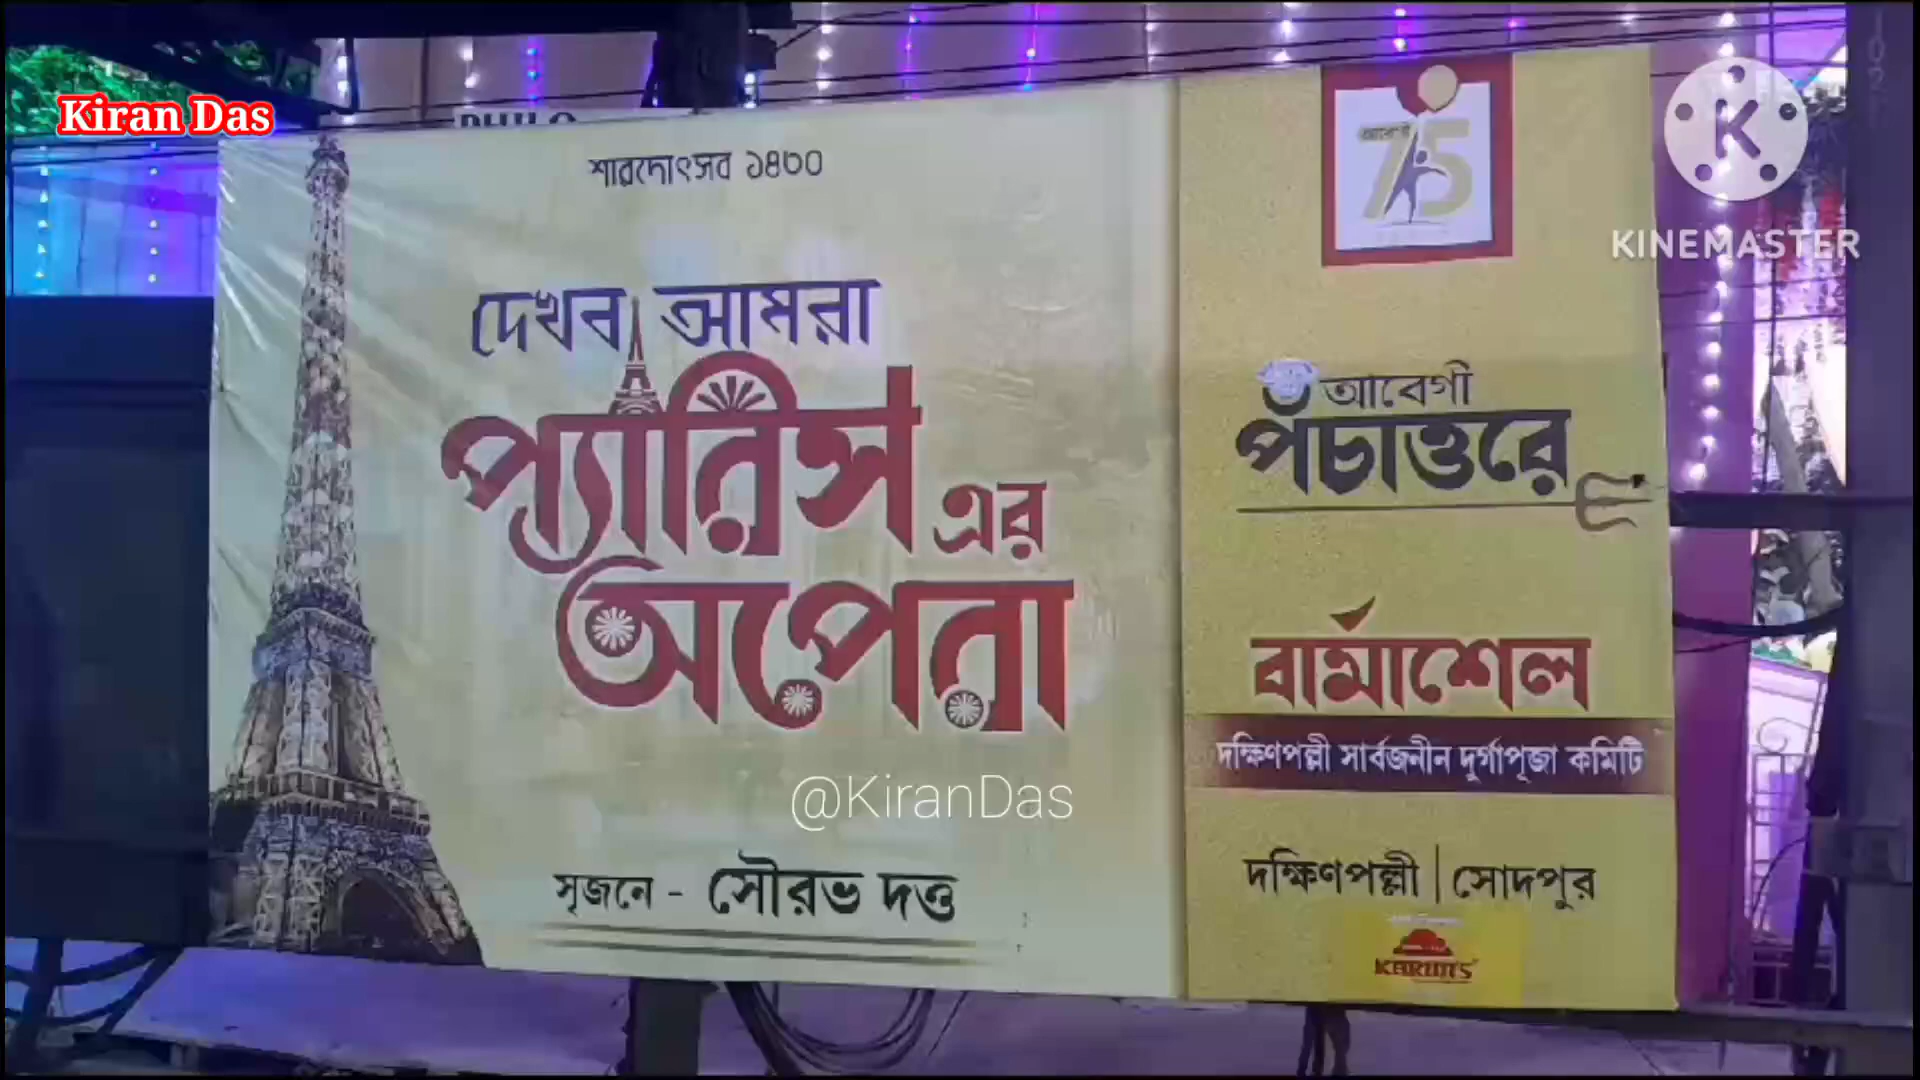 Kiran Das
শারদোৎসব ১৪৩০
দেখব আমরা
প্যারিস এর
অপেরা
@KiranDas
সৃজনে - সৌরভ দত্ত
75
আবেগী
পঁচাত্তরে
বার্মাশেল
দক্ষিণপল্লী সার্বজনীন দুর্গাপূজা কমিটি
দক্ষিণপল্লী | সোদপুর
K
KINEMASTER